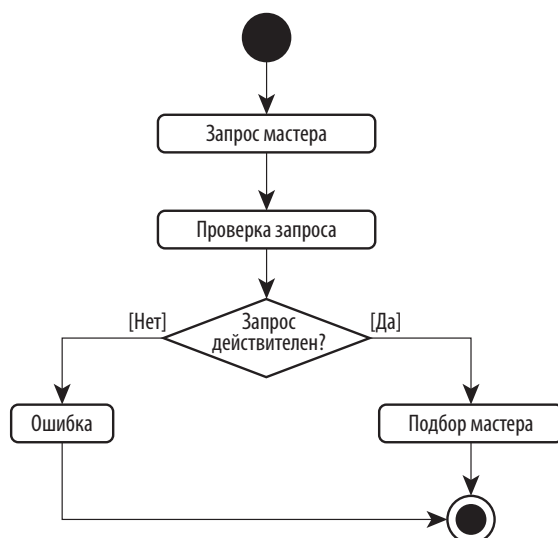 Запрос мастера
Проверка запроса
[Нет]
Запрос
действителен?
[Да]
Ошибка
Подбор мастера